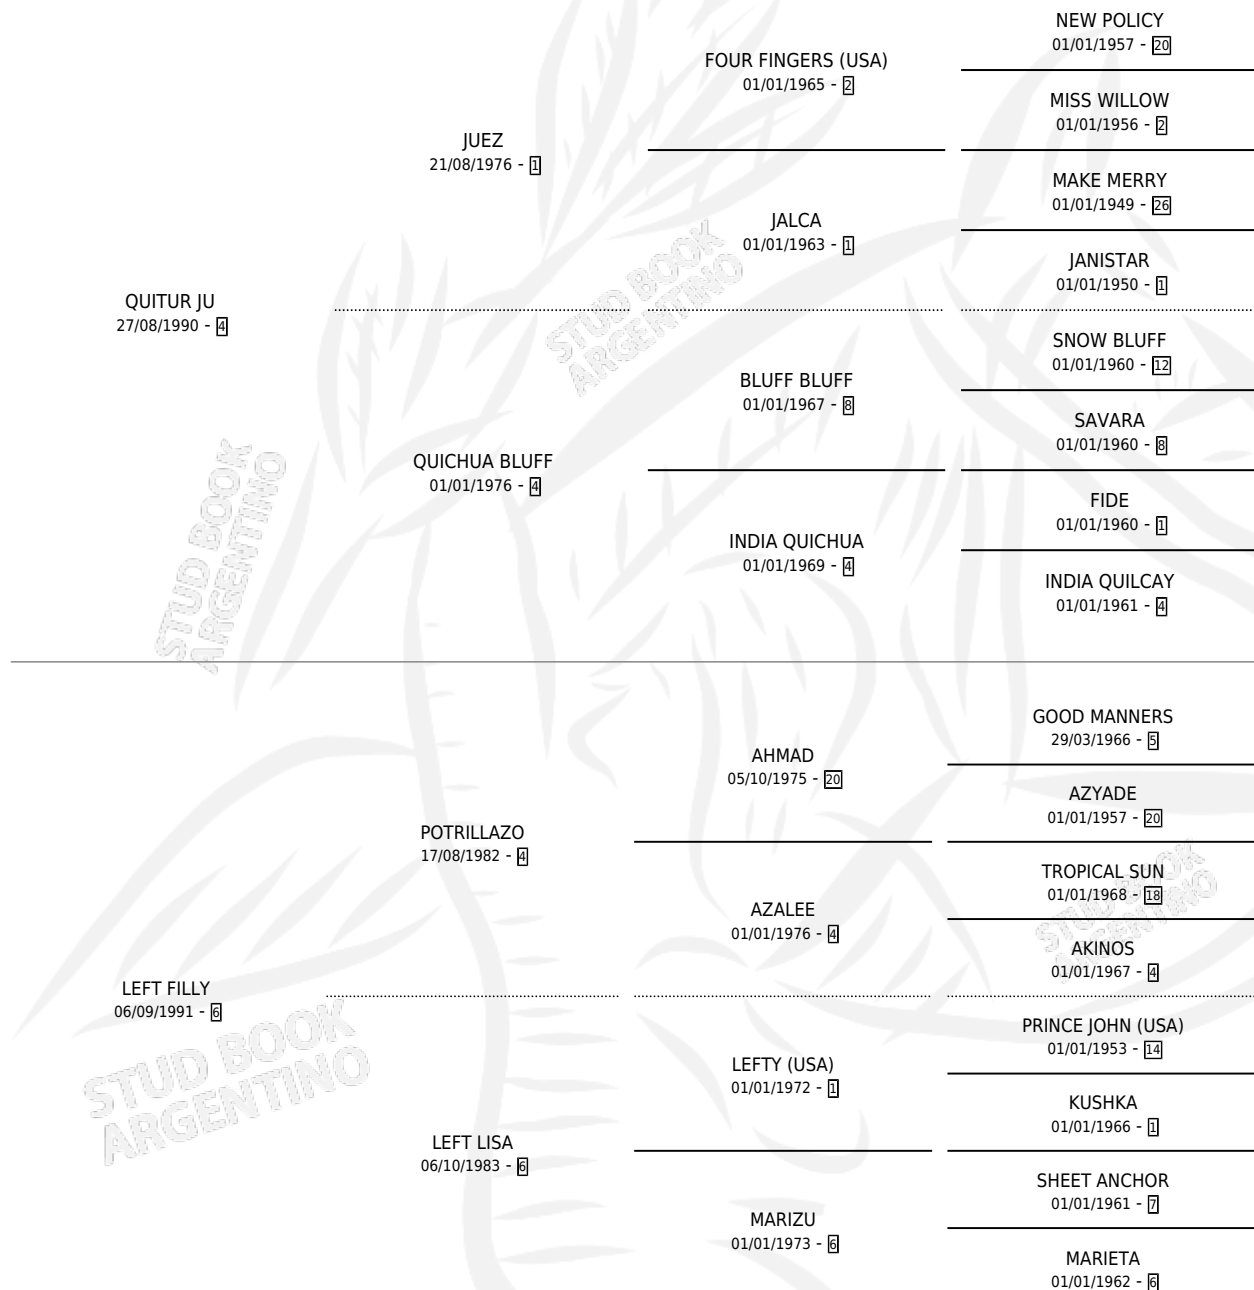 QUITUR JU
27/08/1990 - 4
JUEZ
21/08/1976 - 1
QUICHUA BLUFF
01/01/1976 - 4
FOUR FINGERS (USA)
01/01/1965 - 2
JALCA
01/01/1963 - 1
BLUFF BLUFF
01/01/1967 - 8
INDIA QUICHUA
01/01/1969 - 4
NEW POLICY
01/01/1957 - 20
MISS WILLOW
01/01/1956 - 2
MAKE MERRY
01/01/1949 - 26
JANISTAR
01/01/1950 - 1
SNOW BLUFF
01/01/1960 - 12
SAVARA
01/01/1960 - 8
FIDE
01/01/1960 - 1
INDIA QUILCAY
01/01/1961 - 4
STUD BOOK
ARGENTINO
STUD BOOK
ARGENTINO
LEFT FILLY
06/09/1991 - 6
POTRILLAZO
17/08/1982 - 4
LEFT LISA
06/10/1983 - 6
AHMAD
05/10/1975 - 20
AZALEE
01/01/1976 - 4
LEFTY (USA)
01/01/1972 - 1
MARIZU
01/01/1973 - 6
GOOD MANNERS
29/03/1966 - 5
AZYADE
01/01/1957 - 20
TROPICAL SUN
01/01/1968 - 18
AKINOS
01/01/1967 - 4
PRINCE JOHN (USA)
01/01/1953 - 14
KUSHKA
01/01/1966 - 1
SHEET ANCHOR
01/01/1961 - 7
MARIETA
01/01/1962 - 6
STUD BOOK
ARGENTINO
STUD BOOK
ARGENTINO